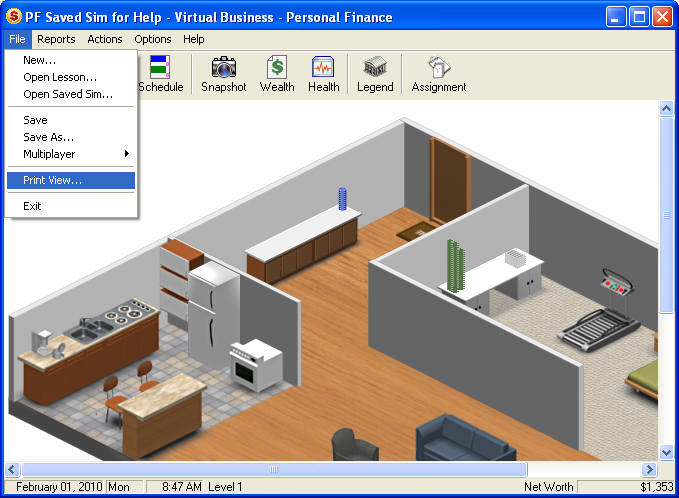 PF Saved Sim for Help - Virtual Business - Personal Finance
File Reports Actions Options Help
New...
Open Lesson...
Open Saved Sim...
Save
Save As...
Multiplayer
Print View...
Exit
Schedule Snapshot Wealth Health Legend Assignment
February 01, 2010 Mon 8:47 AM Level 1 Net Worth $1,353